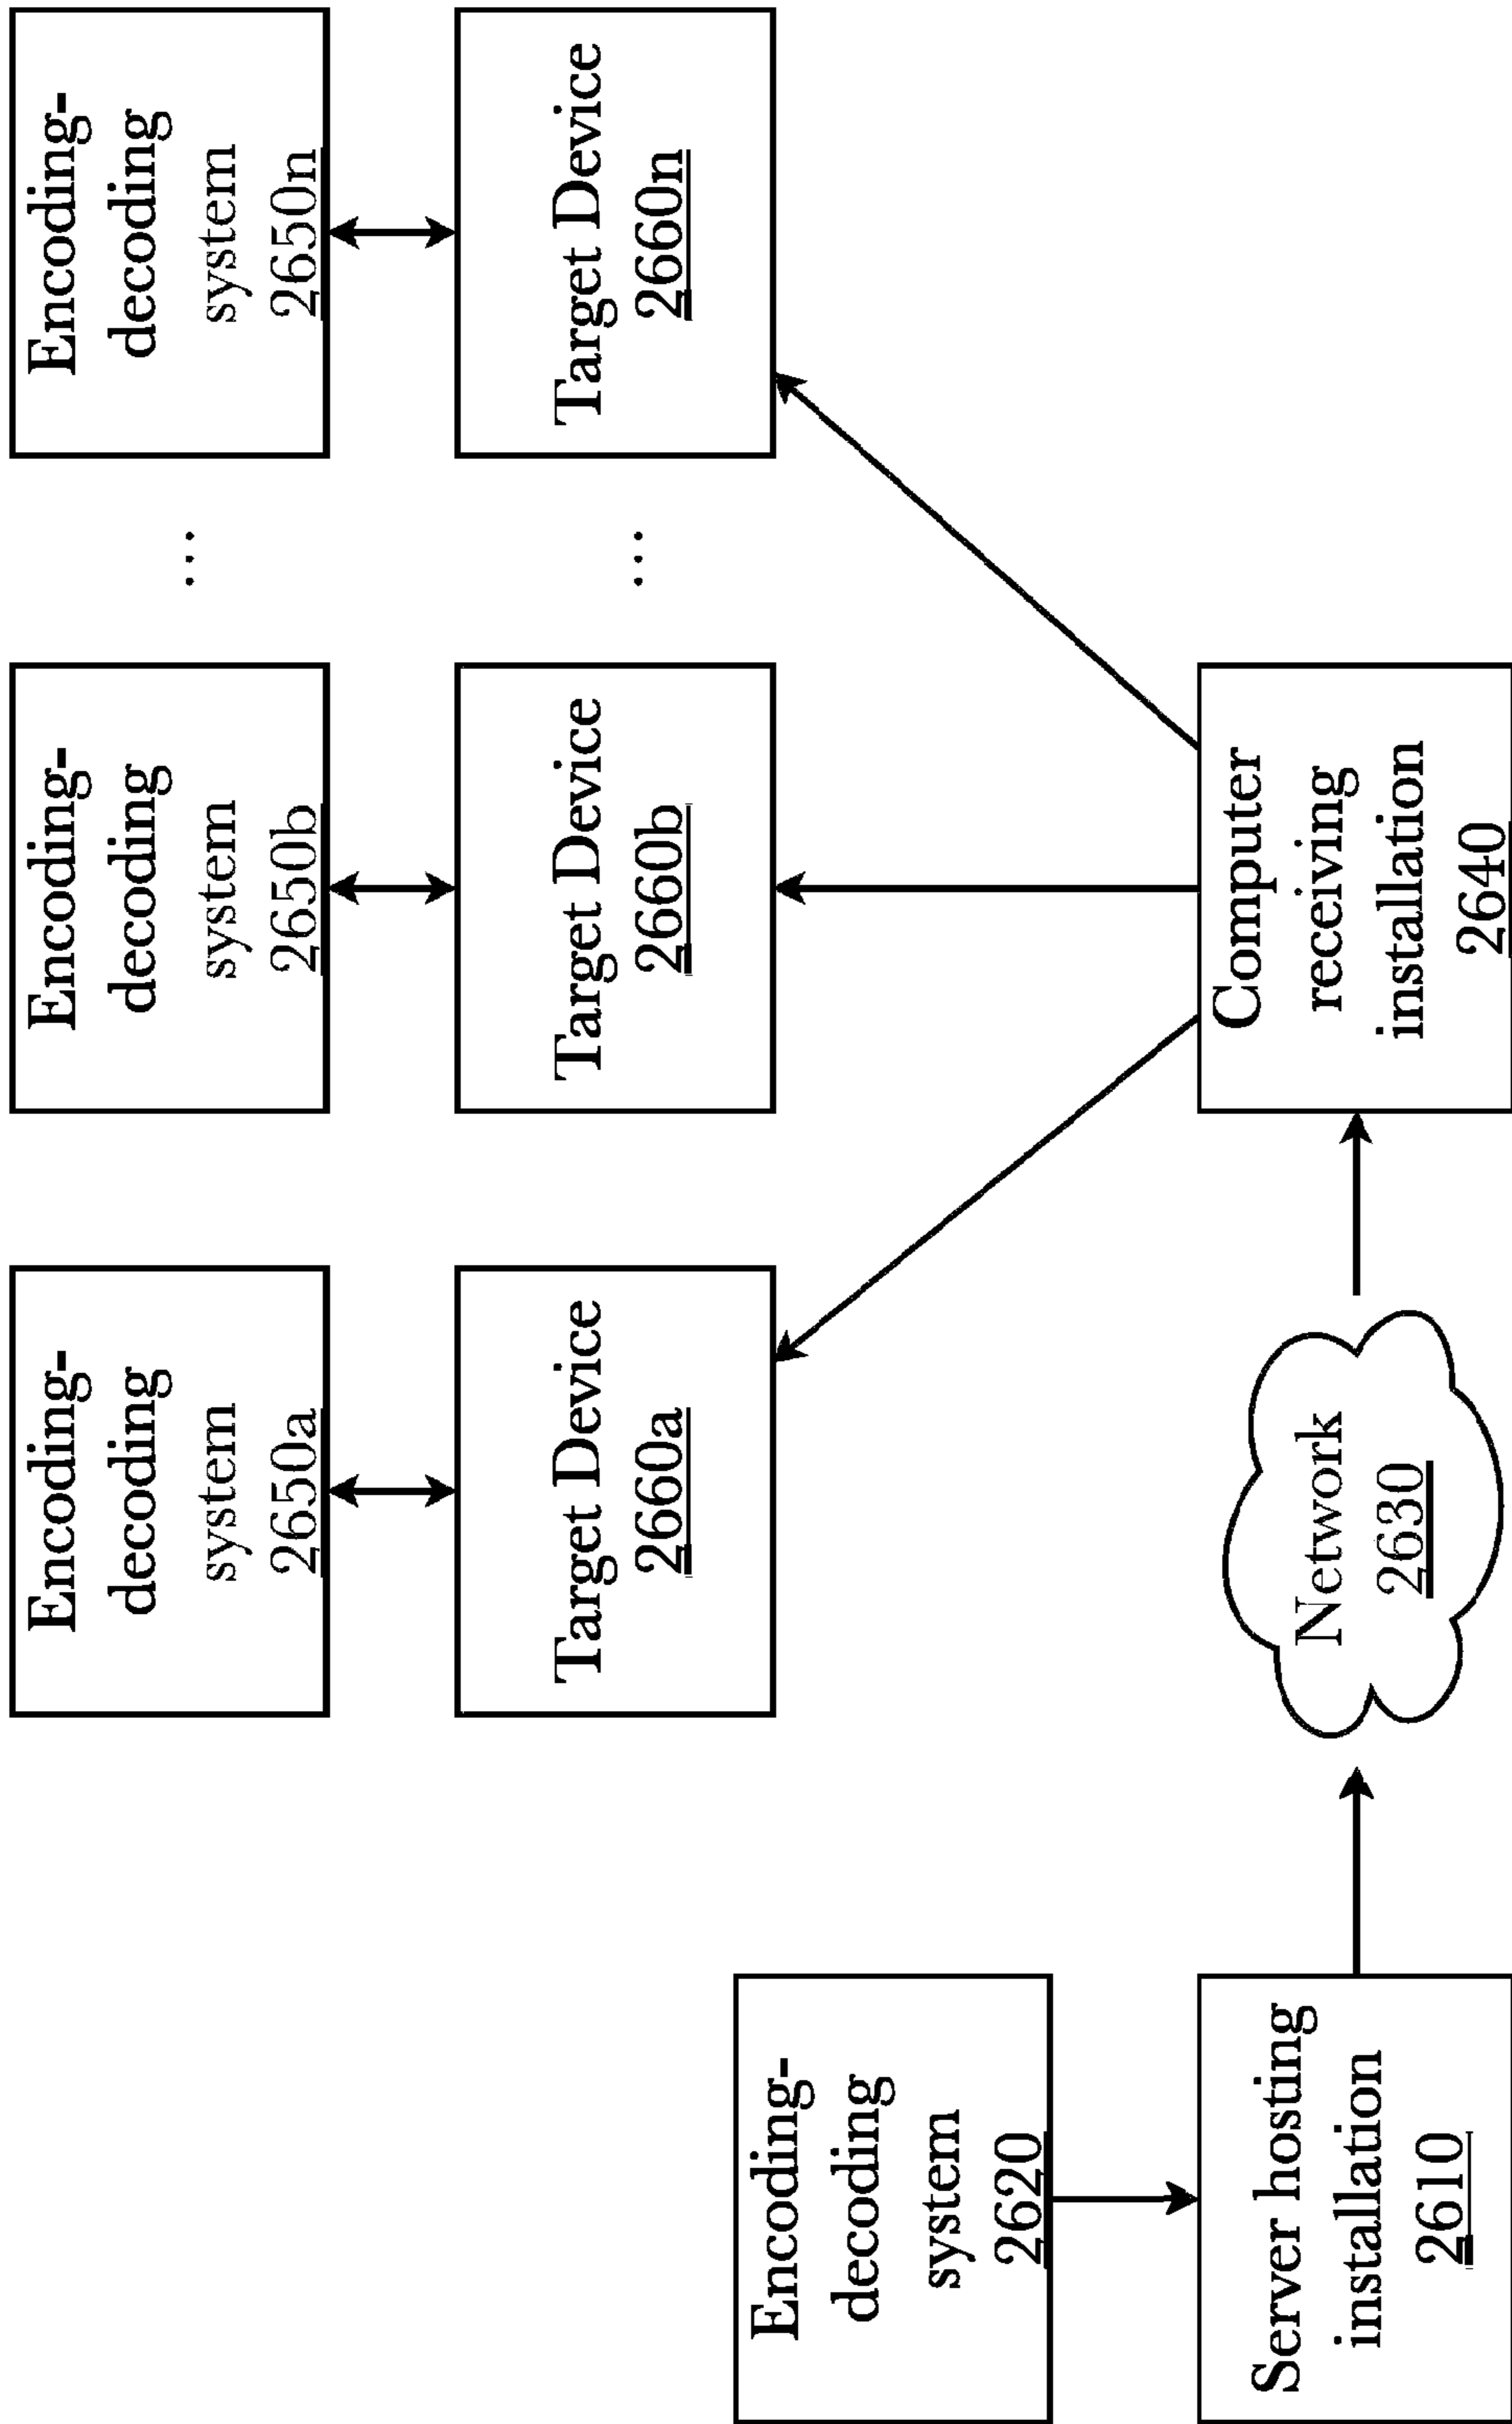 Encoding-
decoding
system
2650a
Encoding-
decoding
system
2650b
...
Encoding-
decoding
system
2650n
Target Device
2660a
Target Device
2660b
...
Target Device
2660n
Encoding-
decoding
system
2620
Server hosting
installation
2610
Network
2630
Computer
receiving
installation
2640